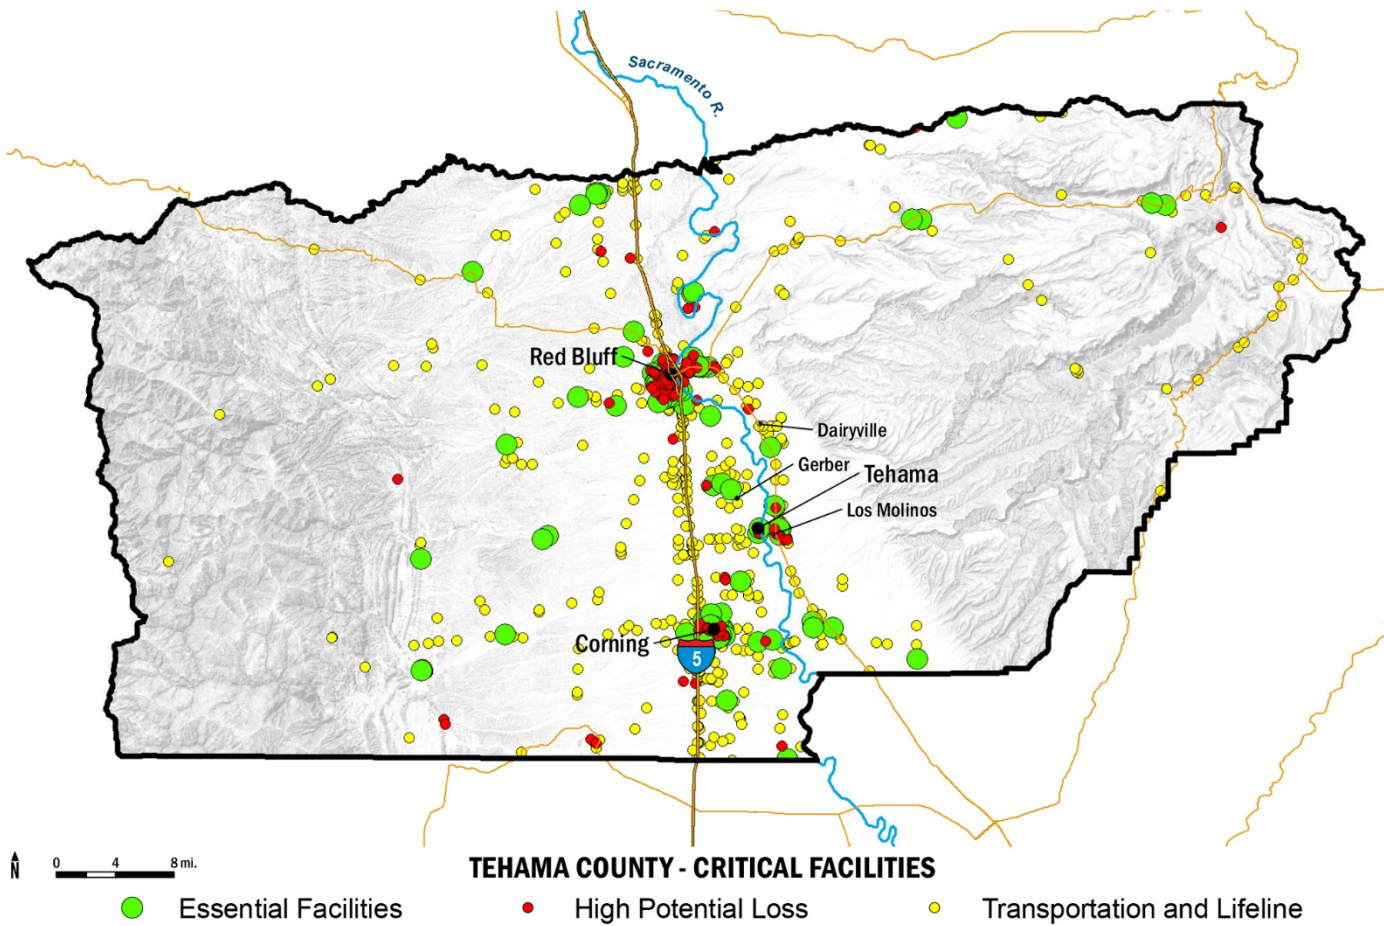 Sacramento R.
Red Bluff
Dairyville
Gerber
Tehama
Los Molinos
Corning
5
N
0 4 8 mi.
TEHAMA COUNTY - CRITICAL FACILITIES
Essential Facilities
High Potential Loss
Transportation and Lifeline